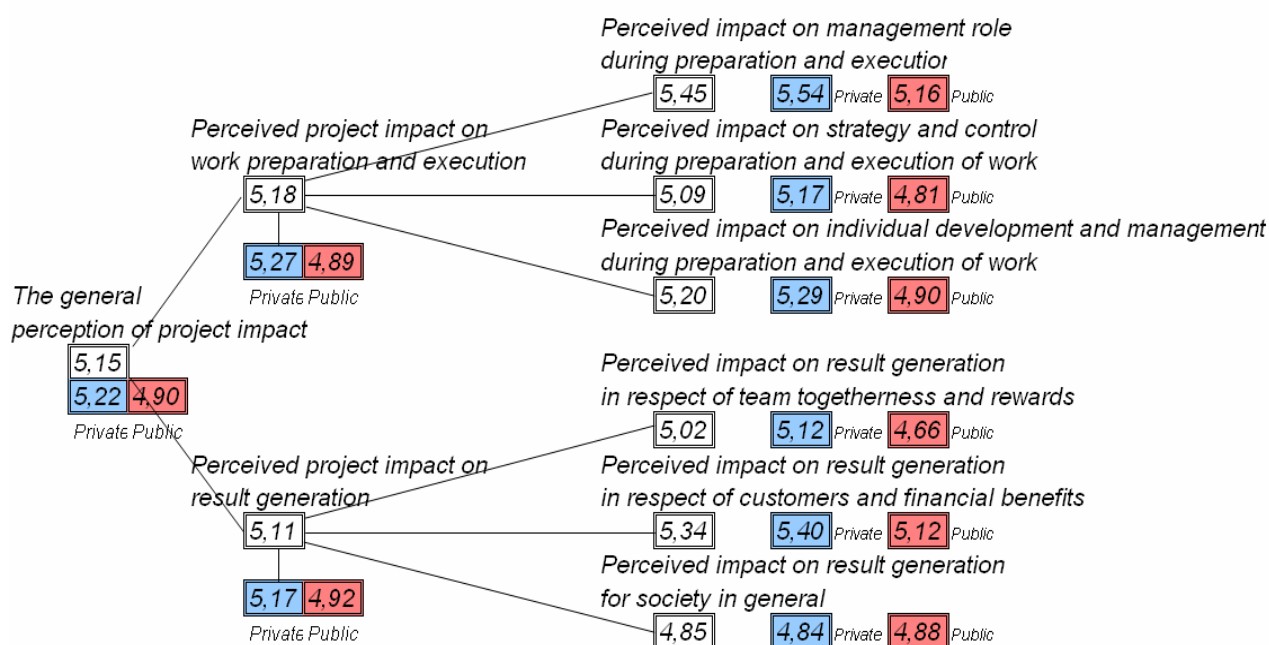 Perceived impact on management role
during preparation and execution
5,45 5,54 Private 5,16 Public
Perceived project impact on
work preparation and execution
5,18
5,27 4,89
Private Public
Perceived impact on strategy and control
during preparation and execution of work
5,09 5,17 Private 4,81 Public
Perceived impact on individual development and management
during preparation and execution of work
5,20 5,29 Private 4,90 Public
The general
perception of project impact
5,15
5,22 4,90
Private Public
Perceived impact on result generation
in respect of team togetherness and rewards
5,02 5,12 Private 4,66 Public
Perceived project impact on
result generation
5,11
5,17 4,92
Private Public
Perceived impact on result generation
in respect of customers and financial benefits
5,34 5,40 Private 5,12 Public
Perceived impact on result generation
for society in general
4,85 4,84 Private 4,88 Public